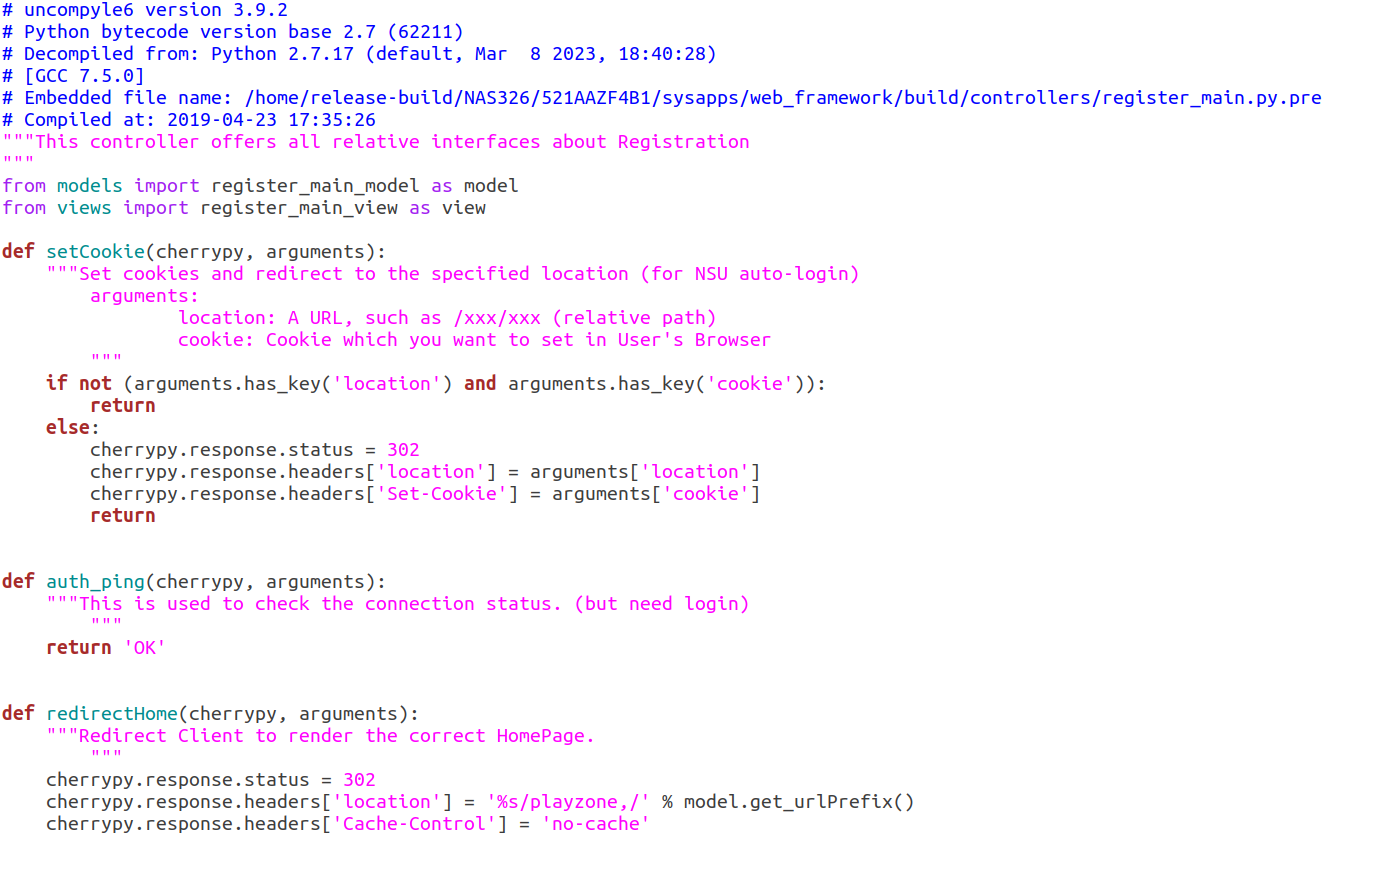 # uncompyle6 version 3.9.2
# Python bytecode version base 2.7 (62211)
# Decompiled from: Python 2.7.17 (default, Mar  8 2023, 18:40:28)
# [GCC 7.5.0]
# Embedded file name: /home/release-build/NAS326/521AAZF4B1/sysapps/web_framework/build/controllers/register_main.py.pre
# Compiled at: 2019-04-23 17:35:26
"""This controller offers all relative interfaces about Registration
"""
from models import register_main_model as model
from views import register_main_view as view

def setCookie(cherrypy, arguments):
    """Set cookies and redirect to the specified location (for NSU auto-login)
        arguments:
                location: A URL, such as /xxx/xxx (relative path)
                cookie: Cookie which you want to set in User's Browser
        """
    if not (arguments.has_key('location') and arguments.has_key('cookie')):
        return
    else:
        cherrypy.response.status = 302
        cherrypy.response.headers['location'] = arguments['location']
        cherrypy.response.headers['Set-Cookie'] = arguments['cookie']
        return


def auth_ping(cherrypy, arguments):
    """This is used to check the connection status. (but need login)
        """
    return 'OK'


def redirectHome(cherrypy, arguments):
    """Redirect Client to render the correct HomePage.
        """
    cherrypy.response.status = 302
    cherrypy.response.headers['location'] = '%s/playzone,/' % model.get_urlPrefix()
    cherrypy.response.headers['Cache-Control'] = 'no-cache'